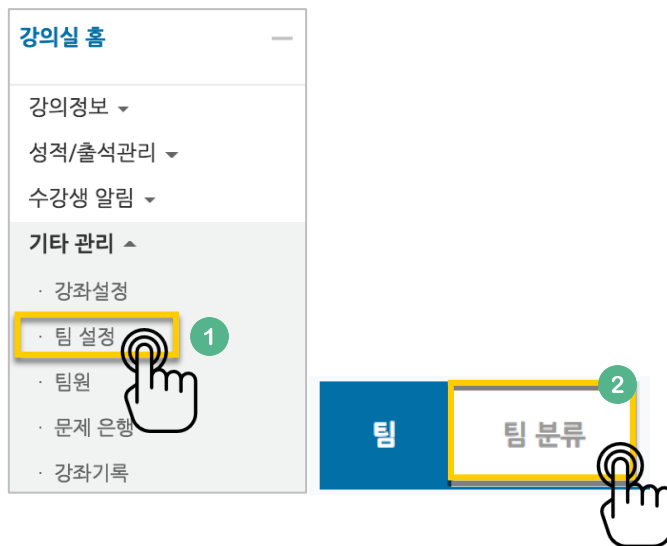 강의실 홈
강의정보
성적/출석관리
수강생 알림
기타 관리
· 강좌설정
· 팀 설정
1
· 팀원
· 문제 은행
· 강좌기록
팀
팀 분류
2